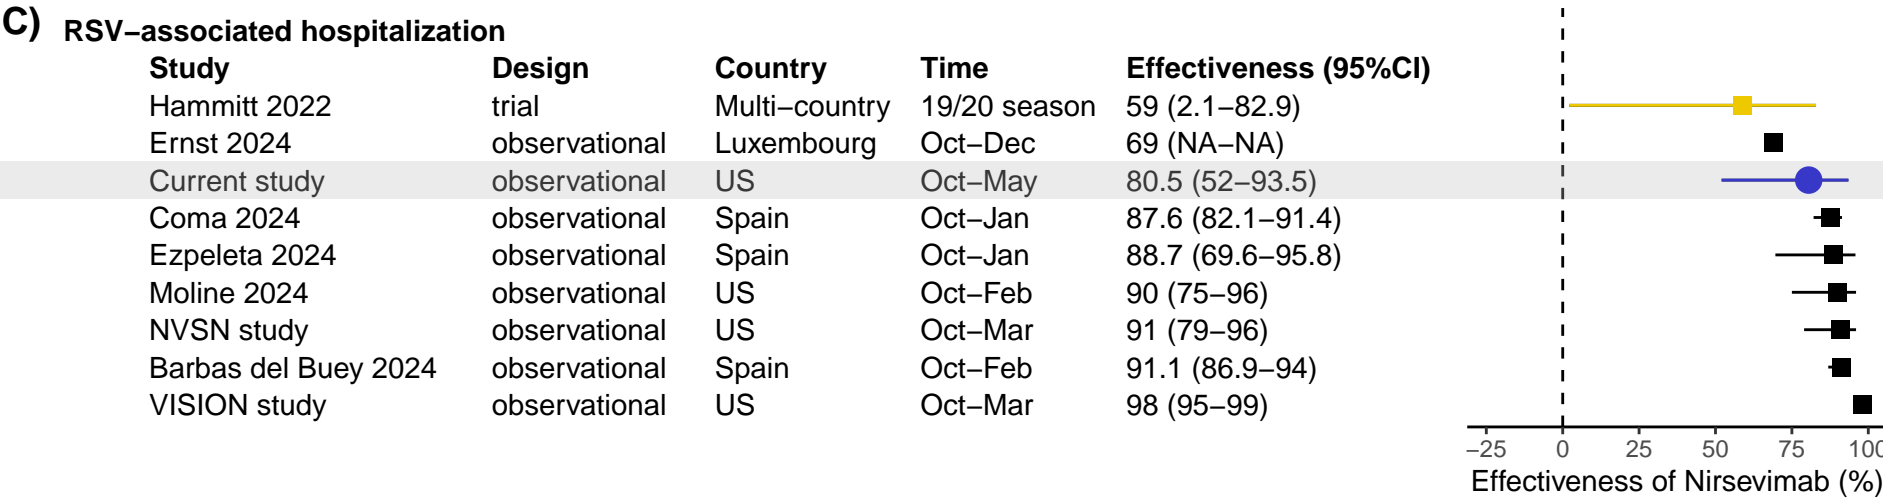 C) RSV−associated hospitalization
Study Design Country Time Effectiveness (95%CI)
Hammitt 2022 trial Multi−country 19/20 season 59 (2.1−82.9)
Ernst 2024 observational Luxembourg Oct−Dec 69 (NA−NA)
Current study observational US Oct−May 80.5 (52−93.5)
Coma 2024 observational Spain Oct−Jan 87.6 (82.1−91.4)
Ezpeleta 2024 observational Spain Oct−Jan 88.7 (69.6−95.8)
Moline 2024 observational US Oct−Feb 90 (75−96)
NVSN study observational US Oct−Mar 91 (79−96)
Barbas del Buey 2024 observational Spain Oct−Feb 91.1 (86.9−94)
VISION study observational US Oct−Mar 98 (95−99)
−25 0 25 50 75 100
Effectiveness of Nirsevimab (%)